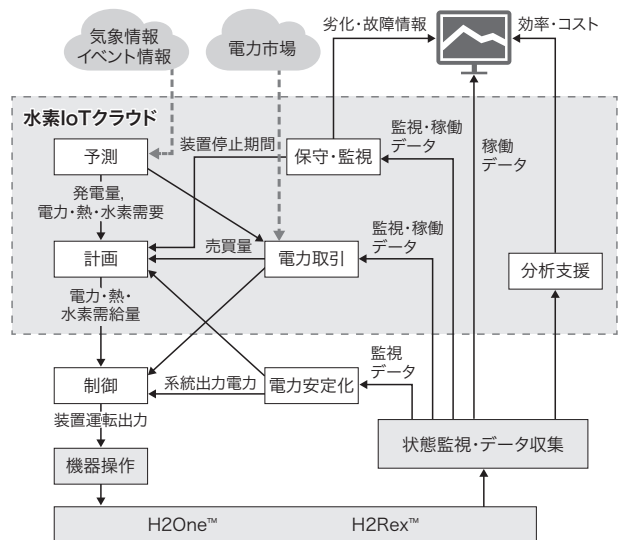 気象情報
イベント情報
電力市場
劣化・故障情報
効率・コスト
水素IoTクラウド
予測
装置停止期間
保守・監視
監視・稼働
データ
稼働
データ
発電量,
電力・熱・水素需要
計画
売買量
電力取引
監視・稼働
データ
分析支援
電力・熱・
水素需給量
制御
系統出力電力
電力安定化
監視
データ
装置運転出力
機器操作
状態監視・データ収集
H2One™
H2Rex™